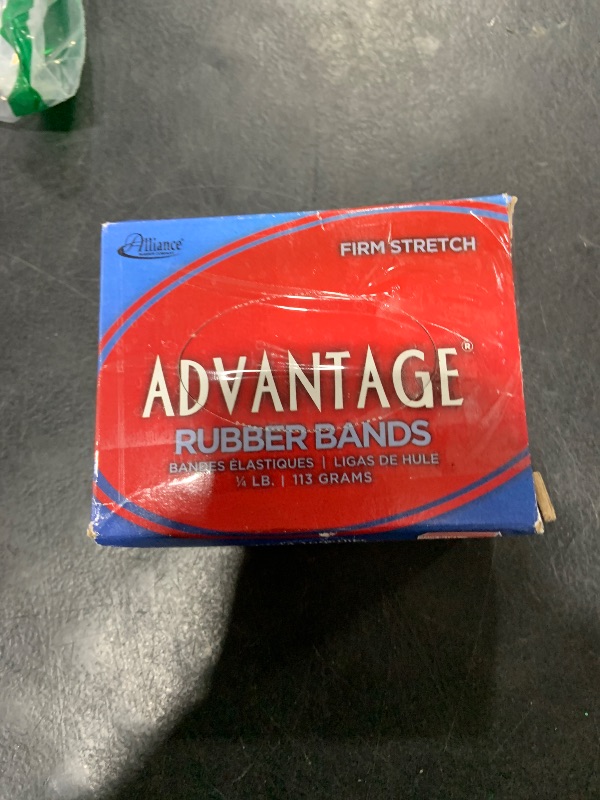 Alliance®
FIRM STRETCH
ADVANTAGE®
RUBBER BANDS
BANDES ÉLASTIQUES | LIGAS DE HULE
¼ LB. | 113 GRAMS